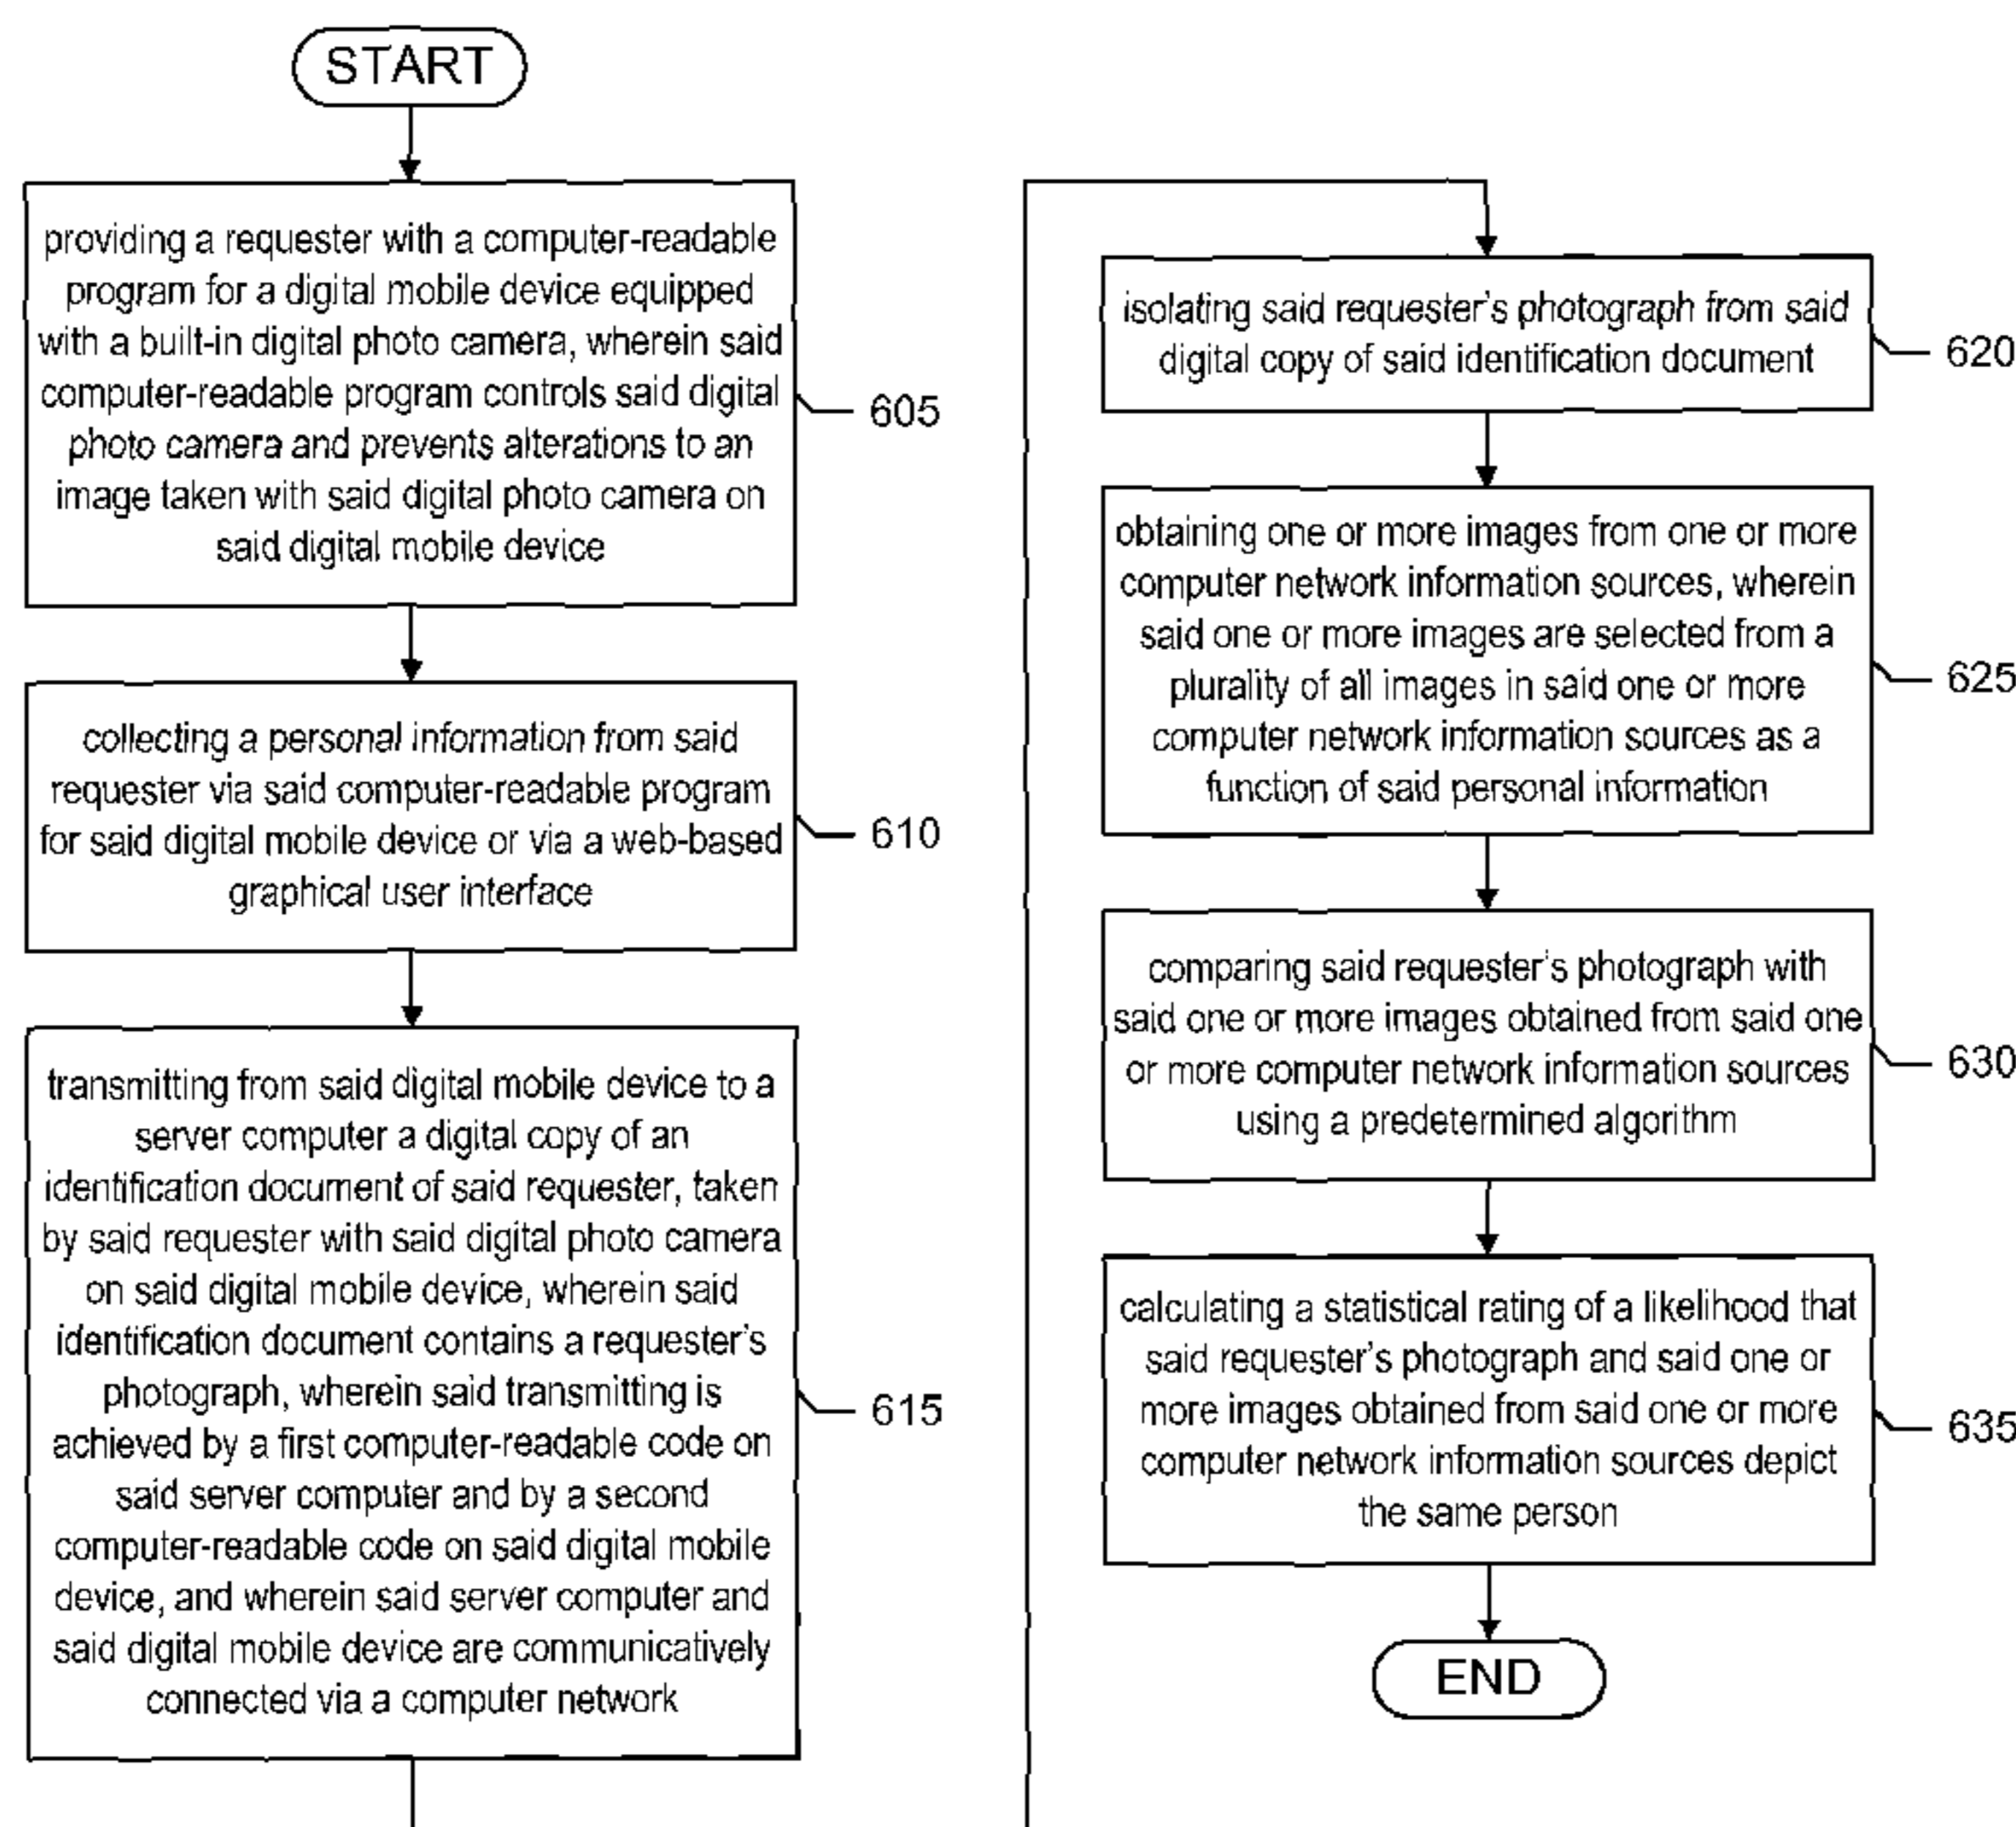 START
providing a requester with a computer-readable
program for a digital mobile device equipped
with a built-in digital photo camera, wherein said
computer-readable program controls said digital
photo camera and prevents alterations to an
image taken with said digital photo camera on
said digital mobile device
605
collecting a personal information from said
requester via said computer-readable program
for said digital mobile device or via a web-based
graphical user interface
610
transmitting from said digital mobile device to a
server computer a digital copy of an
identification document of said requester, taken
by said requester with said digital photo camera
on said digital mobile device, wherein said
identification document contains a requester's
photograph, wherein said transmitting is
achieved by a first computer-readable code on
said server computer and by a second
computer-readable code on said digital mobile
device, and wherein said server computer and
said digital mobile device are communicatively
connected via a computer network
615
isolating said requester's photograph from said
digital copy of said identification document
620
obtaining one or more images from one or more
computer network information sources, wherein
said one or more images are selected from a
plurality of all images in said one or more
computer network information sources as a
function of said personal information
625
comparing said requester's photograph with
said one or more images obtained from said one
or more computer network information sources
using a predetermined algorithm
630
calculating a statistical rating of a likelihood that
said requester's photograph and said one or
more images obtained from said one or more
computer network information sources depict
the same person
635
END